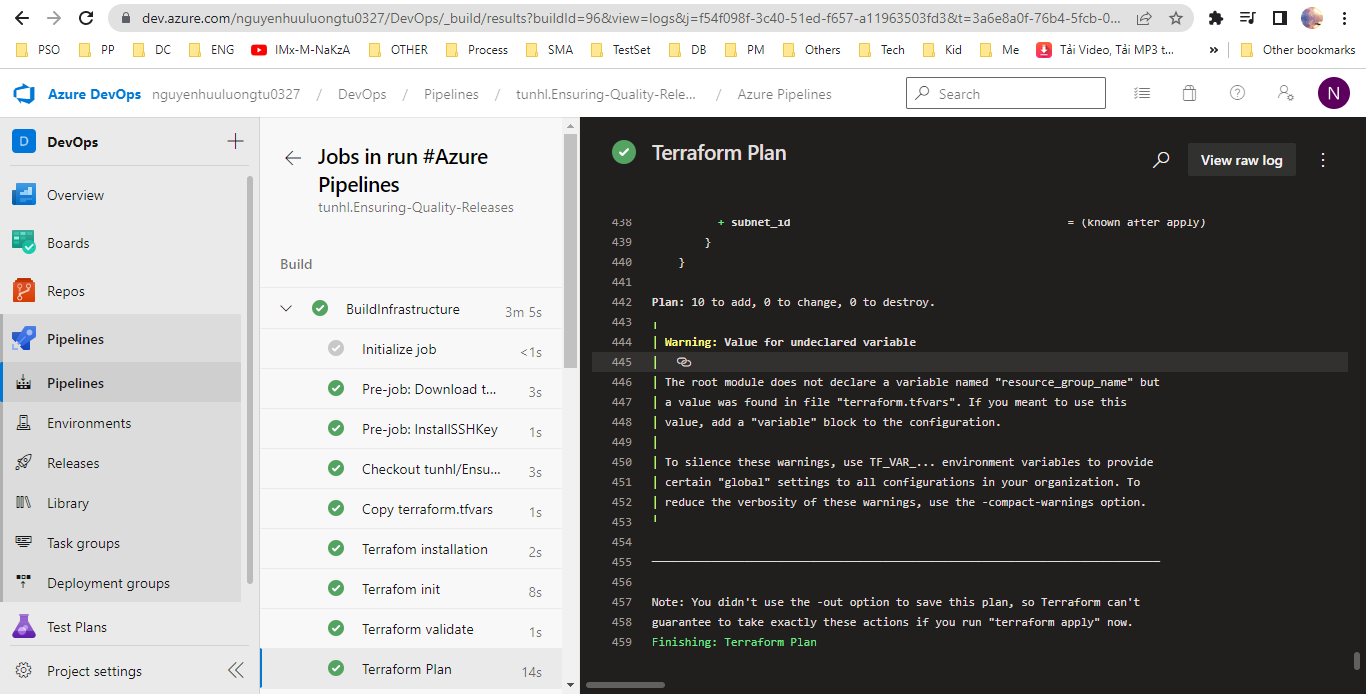 dev.azure.com/nguyenhuuluongtu0327/DevOps/_build/results?buildId=96&view=logs&j=f54f098f-3c40-51ed-f657-a11963503fd3&t=3a6e8a0f-76b4-5fcb-0...
PSO PP DC ENG IMx-M-NaKzA OTHER Process SMA TestSet DB PM Others Tech Kid Me Tải Video, Tải MP3 t... » Other bookmarks
Azure DevOps nguyenhuuluongtu0327 / DevOps / Pipelines / tunhl.Ensuring-Quality-Rele... / Azure Pipelines Search N
D DevOps
Overview
Boards
Repos
Pipelines
Pipelines
Environments
Releases
Library
Task groups
Deployment groups
Test Plans
Project settings
Jobs in run #Azure
Pipelines
tunhl.Ensuring-Quality-Releases
Build
BuildInfrastructure 3m 5s
Initialize job <1s
Pre-job: Download t... 3s
Pre-job: InstallSSHKey 1s
Checkout tunhl/Ensu... 3s
Copy terraform.tfvars 1s
Terrafom installation 2s
Terrafom init 8s
Terraform validate 1s
Terraform Plan 14s
Terraform Plan
View raw log
438 + subnet_id = (known after apply)
439 }
440 }
441
442 Plan: 10 to add, 0 to change, 0 to destroy.
443
444 Warning: Value for undeclared variable
445
446 The root module does not declare a variable named "resource_group_name" but
447 a value was found in file "terraform.tfvars". If you meant to use this
448 value, add a "variable" block to the configuration.
449
450 To silence these warnings, use TF_VAR_... environment variables to provide
451 certain "global" settings to all configurations in your organization. To
452 reduce the verbosity of these warnings, use the -compact-warnings option.
453
454
455
456
457 Note: You didn't use the -out option to save this plan, so Terraform can't
458 guarantee to take exactly these actions if you run "terraform apply" now.
459 Finishing: Terraform Plan